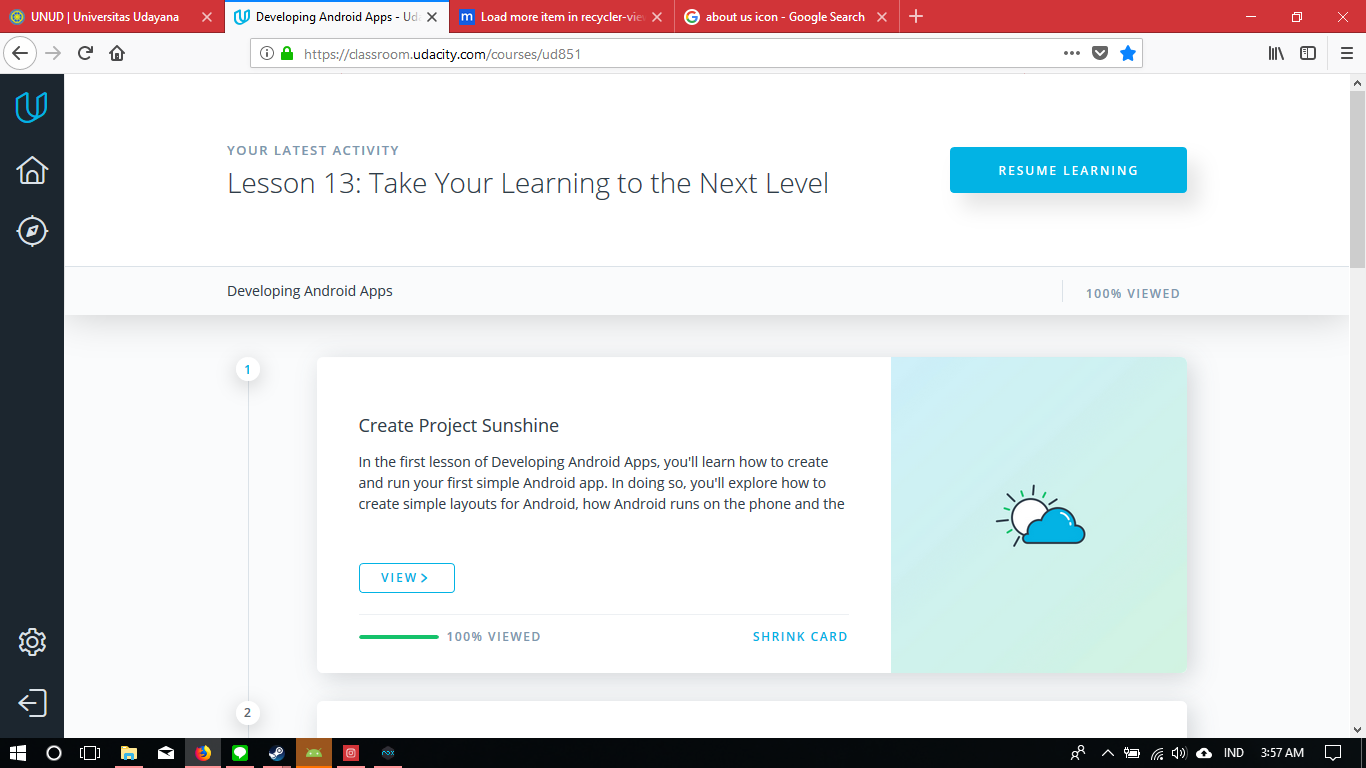 UNUD | Universitas Udayana
Developing Android Apps - Ud
Load more item in recycler-vie
about us icon - Google Search
https://classroom.udacity.com/courses/ud851
YOUR LATEST ACTIVITY
Lesson 13: Take Your Learning to the Next Level
RESUME LEARNING
Developing Android Apps
100% VIEWED
1
Create Project Sunshine
In the first lesson of Developing Android Apps, you'll learn how to create
and run your first simple Android app. In doing so, you'll explore how to
create simple layouts for Android, how Android runs on the phone and the
VIEW
100% VIEWED
SHRINK CARD
2
IND
3:57 AM